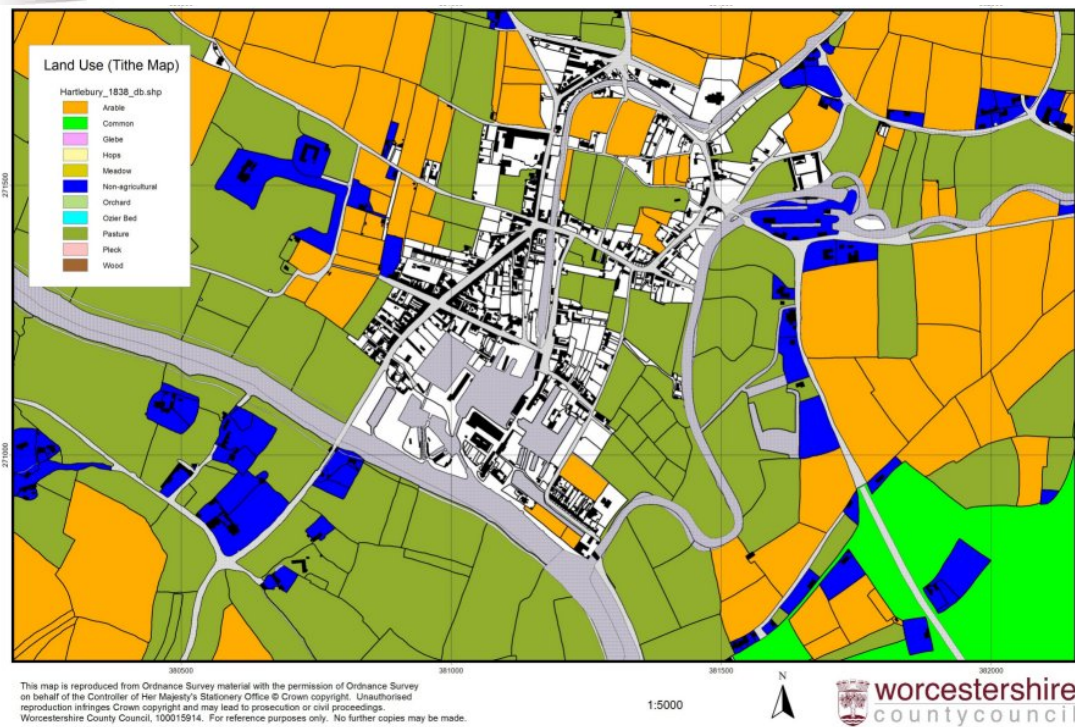 Land Use (Tithe Map)
Hartlebury_1838_db.shp
Arable
Common
Glebe
Hops
Meadow
Non-agricultural
Orchard
Ozier Bed
Pasture
Pleck
Wood
271500
271000
380500
381000
381500
382000
This map is reproduced from Ordnance Survey material with the permission of Ordnance Survey
on behalf of the Controller of Her Majesty's Stationery Office © Crown copyright. Unauthorised
reproduction infringes Crown copyright and may lead to prosecution or civil proceedings.
Worcestershire County Council, 100015914. For reference purposes only. No further copies may be made.
1:5000
N
worcestershire
countycouncil